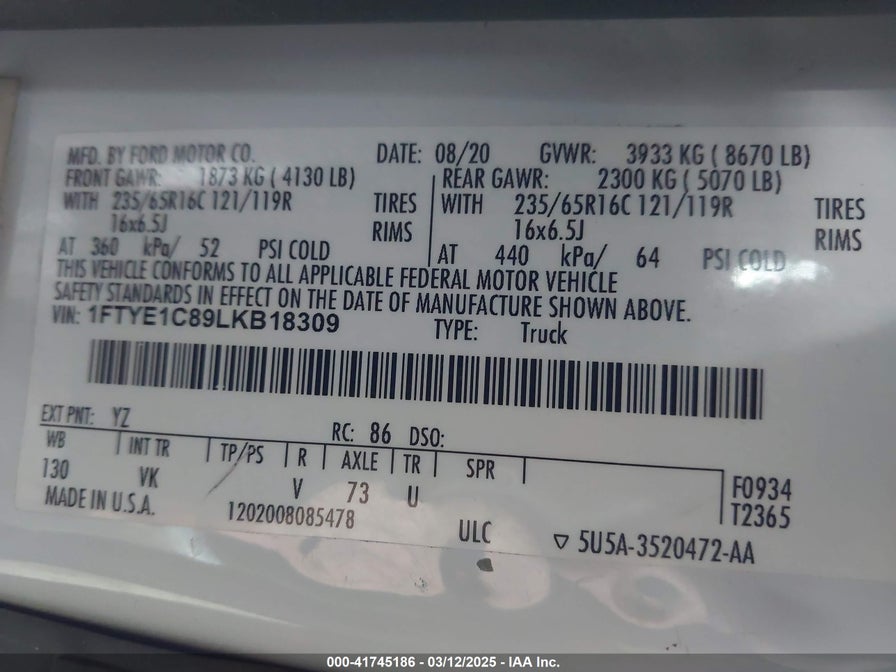 MFD. BY FORD MOTOR CO. DATE: 08/20 GVWR: 3933 KG ( 8670 LB)
FRONT GAWR: 1873 KG ( 4130 LB) REAR GAWR: 2300 KG ( 5070 LB)
WITH 235/65R16C 121/119R TIRES WITH 235/65R16C 121/119R TIRES
16x6.5J RIMS 16x6.5J RIMS
AT 360 kPa/ 52 PSI COLD AT 440 kPa/ 64 PSI COLD
THIS VEHICLE CONFORMS TO ALL APPLICABLE FEDERAL MOTOR VEHICLE
SAFETY STANDARDS IN EFFECT ON THE DATE OF MANUFACTURE SHOWN ABOVE.
VIN: 1FTYE1C89LKB18309 TYPE: Truck
EXT PNT: YZ RC: 86 DSO:
WB INT TR TP/PS R AXLE TR SPR
130 VK V 73 U F0934
MADE IN U.S.A. 1202008085478 T2365
ULC ▽ 5U5A-3520472-AA
000-41745186 - 03/12/2025 - IAA Inc.